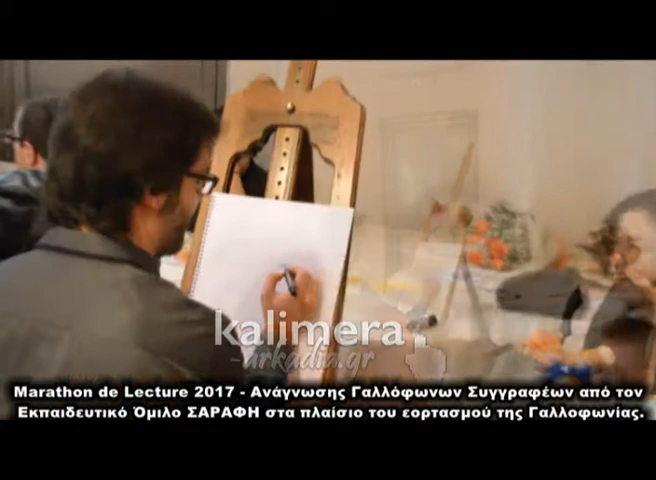 kalimera
-arkadia.gr
Marathon de Lecture 2017 - Ανάγνωσης Γαλλόφωνων Συγγραφέων από τον
Εκπαιδευτικό Όμιλο ΣΑΡΑΦΗ στα πλαίσιο του εορτασμού της Γαλλοφωνίας.